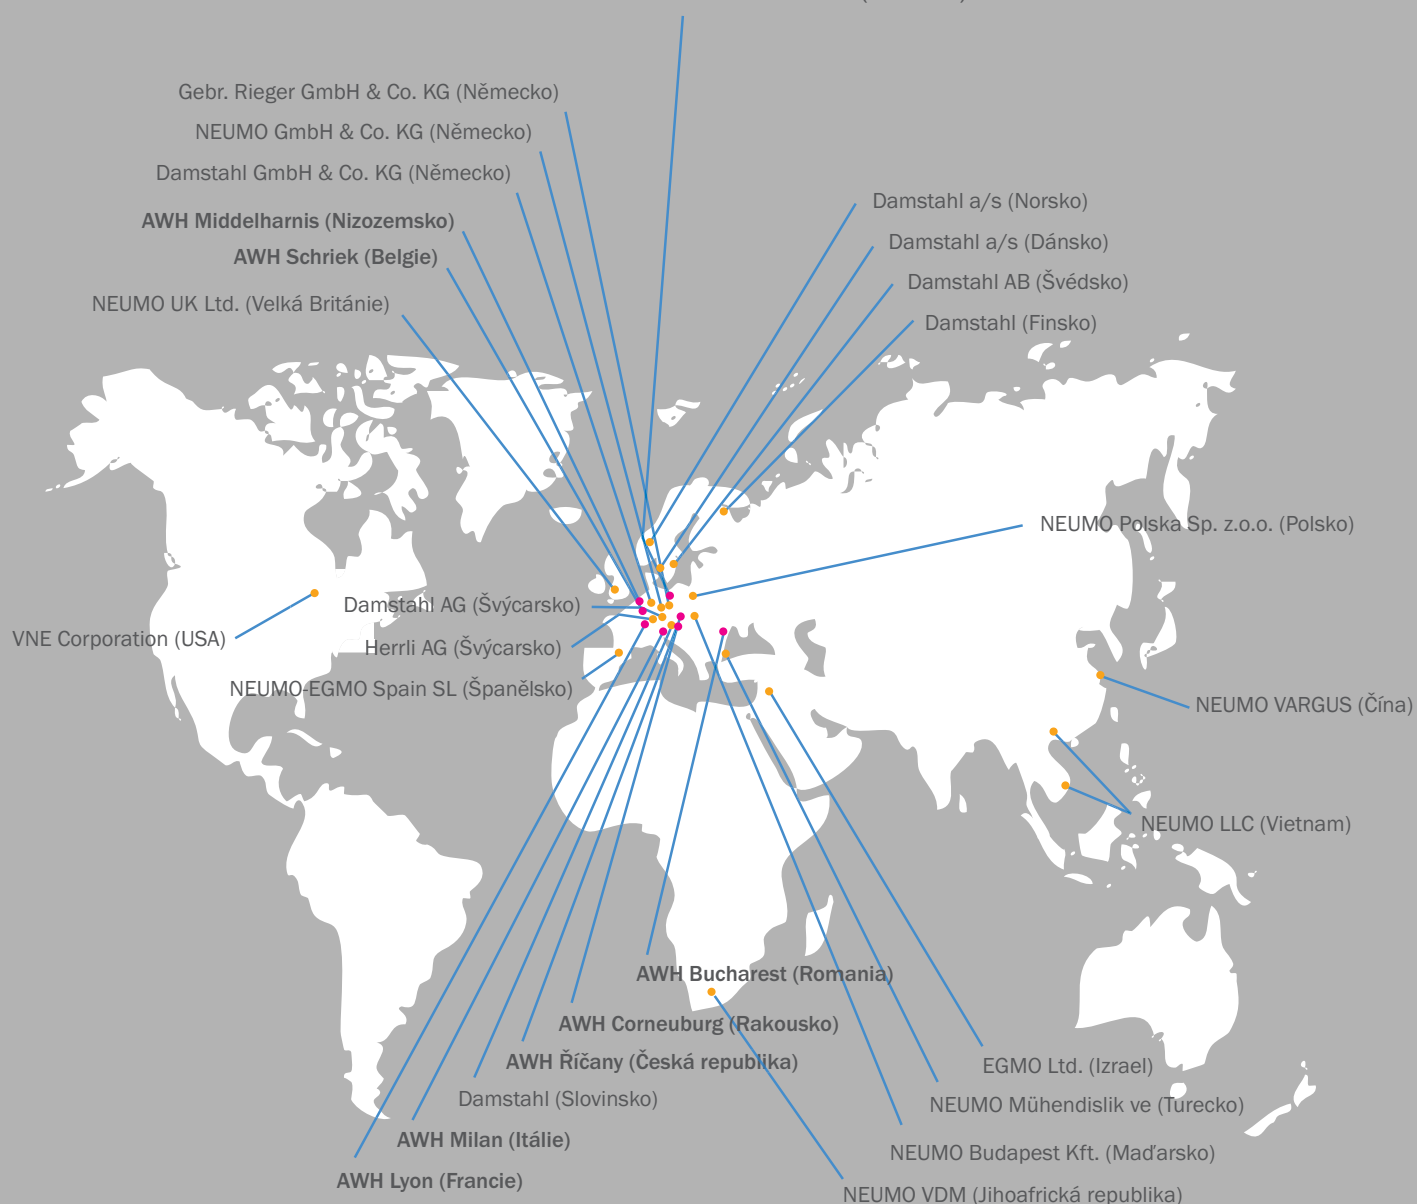 Gebr. Rieger GmbH & Co. KG (Německo)
NEUMO GmbH & Co. KG (Německo)
Damstahl GmbH & Co. KG (Německo)
AWH Middelharnis (Nizozemsko)
AWH Schriek (Belgie)
NEUMO UK Ltd. (Velká Británie)
Damstahl a/s (Norsko)
Damstahl a/s (Dánsko)
Damstahl AB (Švédsko)
Damstahl (Finsko)
NEUMO Polska Sp. z.o.o. (Polsko)
Damstahl AG (Švýcarsko)
VNE Corporation (USA)
Herrli AG (Švýcarsko)
NEUMO-EGMO Spain SL (Španělsko)
NEUMO VARGUS (Čína)
NEUMO LLC (Vietnam)
AWH Bucharest (Romania)
AWH Corneuburg (Rakousko)
AWH Říčany (Česká republika)
EGMO Ltd. (Izrael)
Damstahl (Slovinsko)
NEUMO Mühendislik ve (Turecko)
AWH Milan (Itálie)
NEUMO Budapest Kft. (Maďarsko)
AWH Lyon (Francie)
NEUMO VDM (Jihoafrická republika)